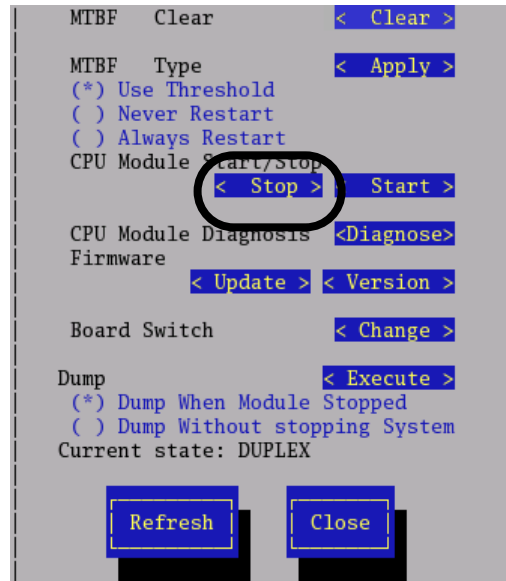 MTBF Clear < Clear >
MTBF Type < Apply >
(*) Use Threshold
( ) Never Restart
( ) Always Restart
CPU Module Start/Stop
< Stop > < Start >
CPU Module Diagnosis <Diagnose>
Firmware
< Update > < Version >
Board Switch < Change >
Dump < Execute >
(*) Dump When Module Stopped
( ) Dump Without stopping System
Current state: DUPLEX
Refresh Close